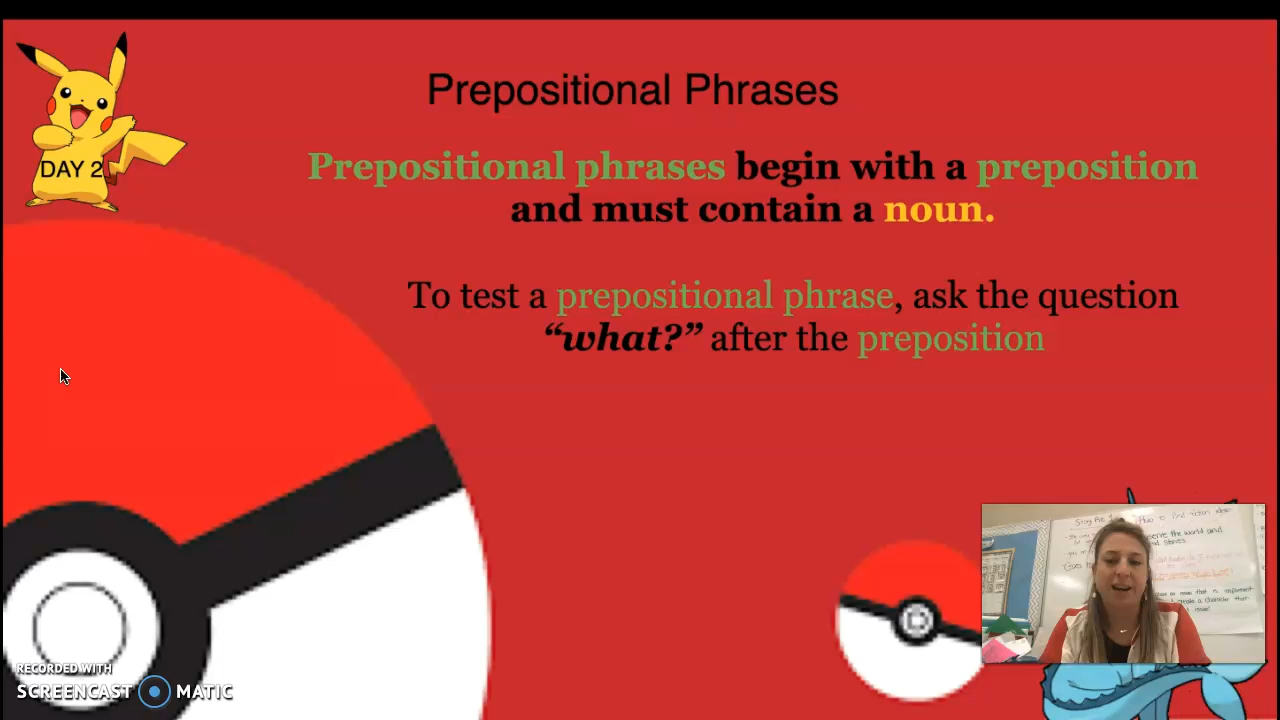 Prepositional Phrases
Prepositional phrases begin with a preposition
and must contain a noun.
DAY 2
To test a prepositional phrase, ask the question
“what?” after the preposition
RECORDED WITH
SCREENCAST MATIC